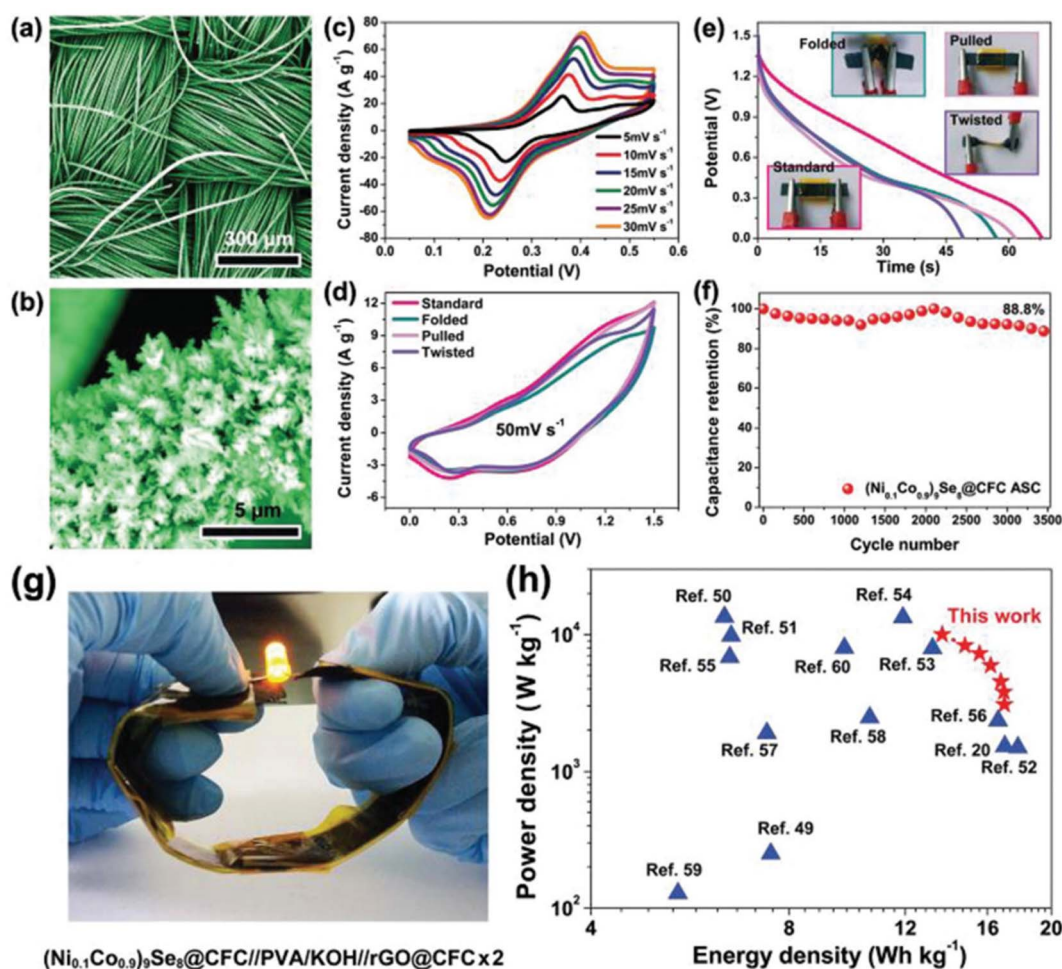 (a)
300 µm
(b)
5 µm
(c)
Current density (A g⁻¹)
80
60
40
20
0
-20
-40
-60
-80
5mV s⁻¹
10mV s⁻¹
15mV s⁻¹
20mV s⁻¹
25mV s⁻¹
30mV s⁻¹
0.0 0.1 0.2 0.3 0.4 0.5 0.6
Potential (V)
(d)
Current density (A g⁻¹)
12
9
6
3
0
-3
-6
Standard
Folded
Pulled
Twisted
50mV s⁻¹
0.0 0.3 0.6 0.9 1.2 1.5
Potential (V)
(e)
Potential (V)
1.5
1.2
0.9
0.6
0.3
0.0
Folded
Pulled
Twisted
Standard
0 15 30 45 60
Time (s)
(f)
Capacitance retention (%)
100
80
60
40
20
0
88.8%
(Ni₀.₁Co₀.₉)₉Se₈@CFC ASC
0 500 1000 1500 2000 2500 3000 3500
Cycle number
(g)
(Ni₀.₁Co₀.₉)₉Se₈@CFC//PVA/KOH//rGO@CFC x 2
(h)
Power density (W kg⁻¹)
10⁴
10³
10²
Ref. 50
Ref. 54
This work
Ref. 51
Ref. 55
Ref. 60
Ref. 53
Ref. 56
Ref. 57
Ref. 58
Ref. 20
Ref. 52
Ref. 49
Ref. 59
4 8 12 16 20
Energy density (Wh kg⁻¹)